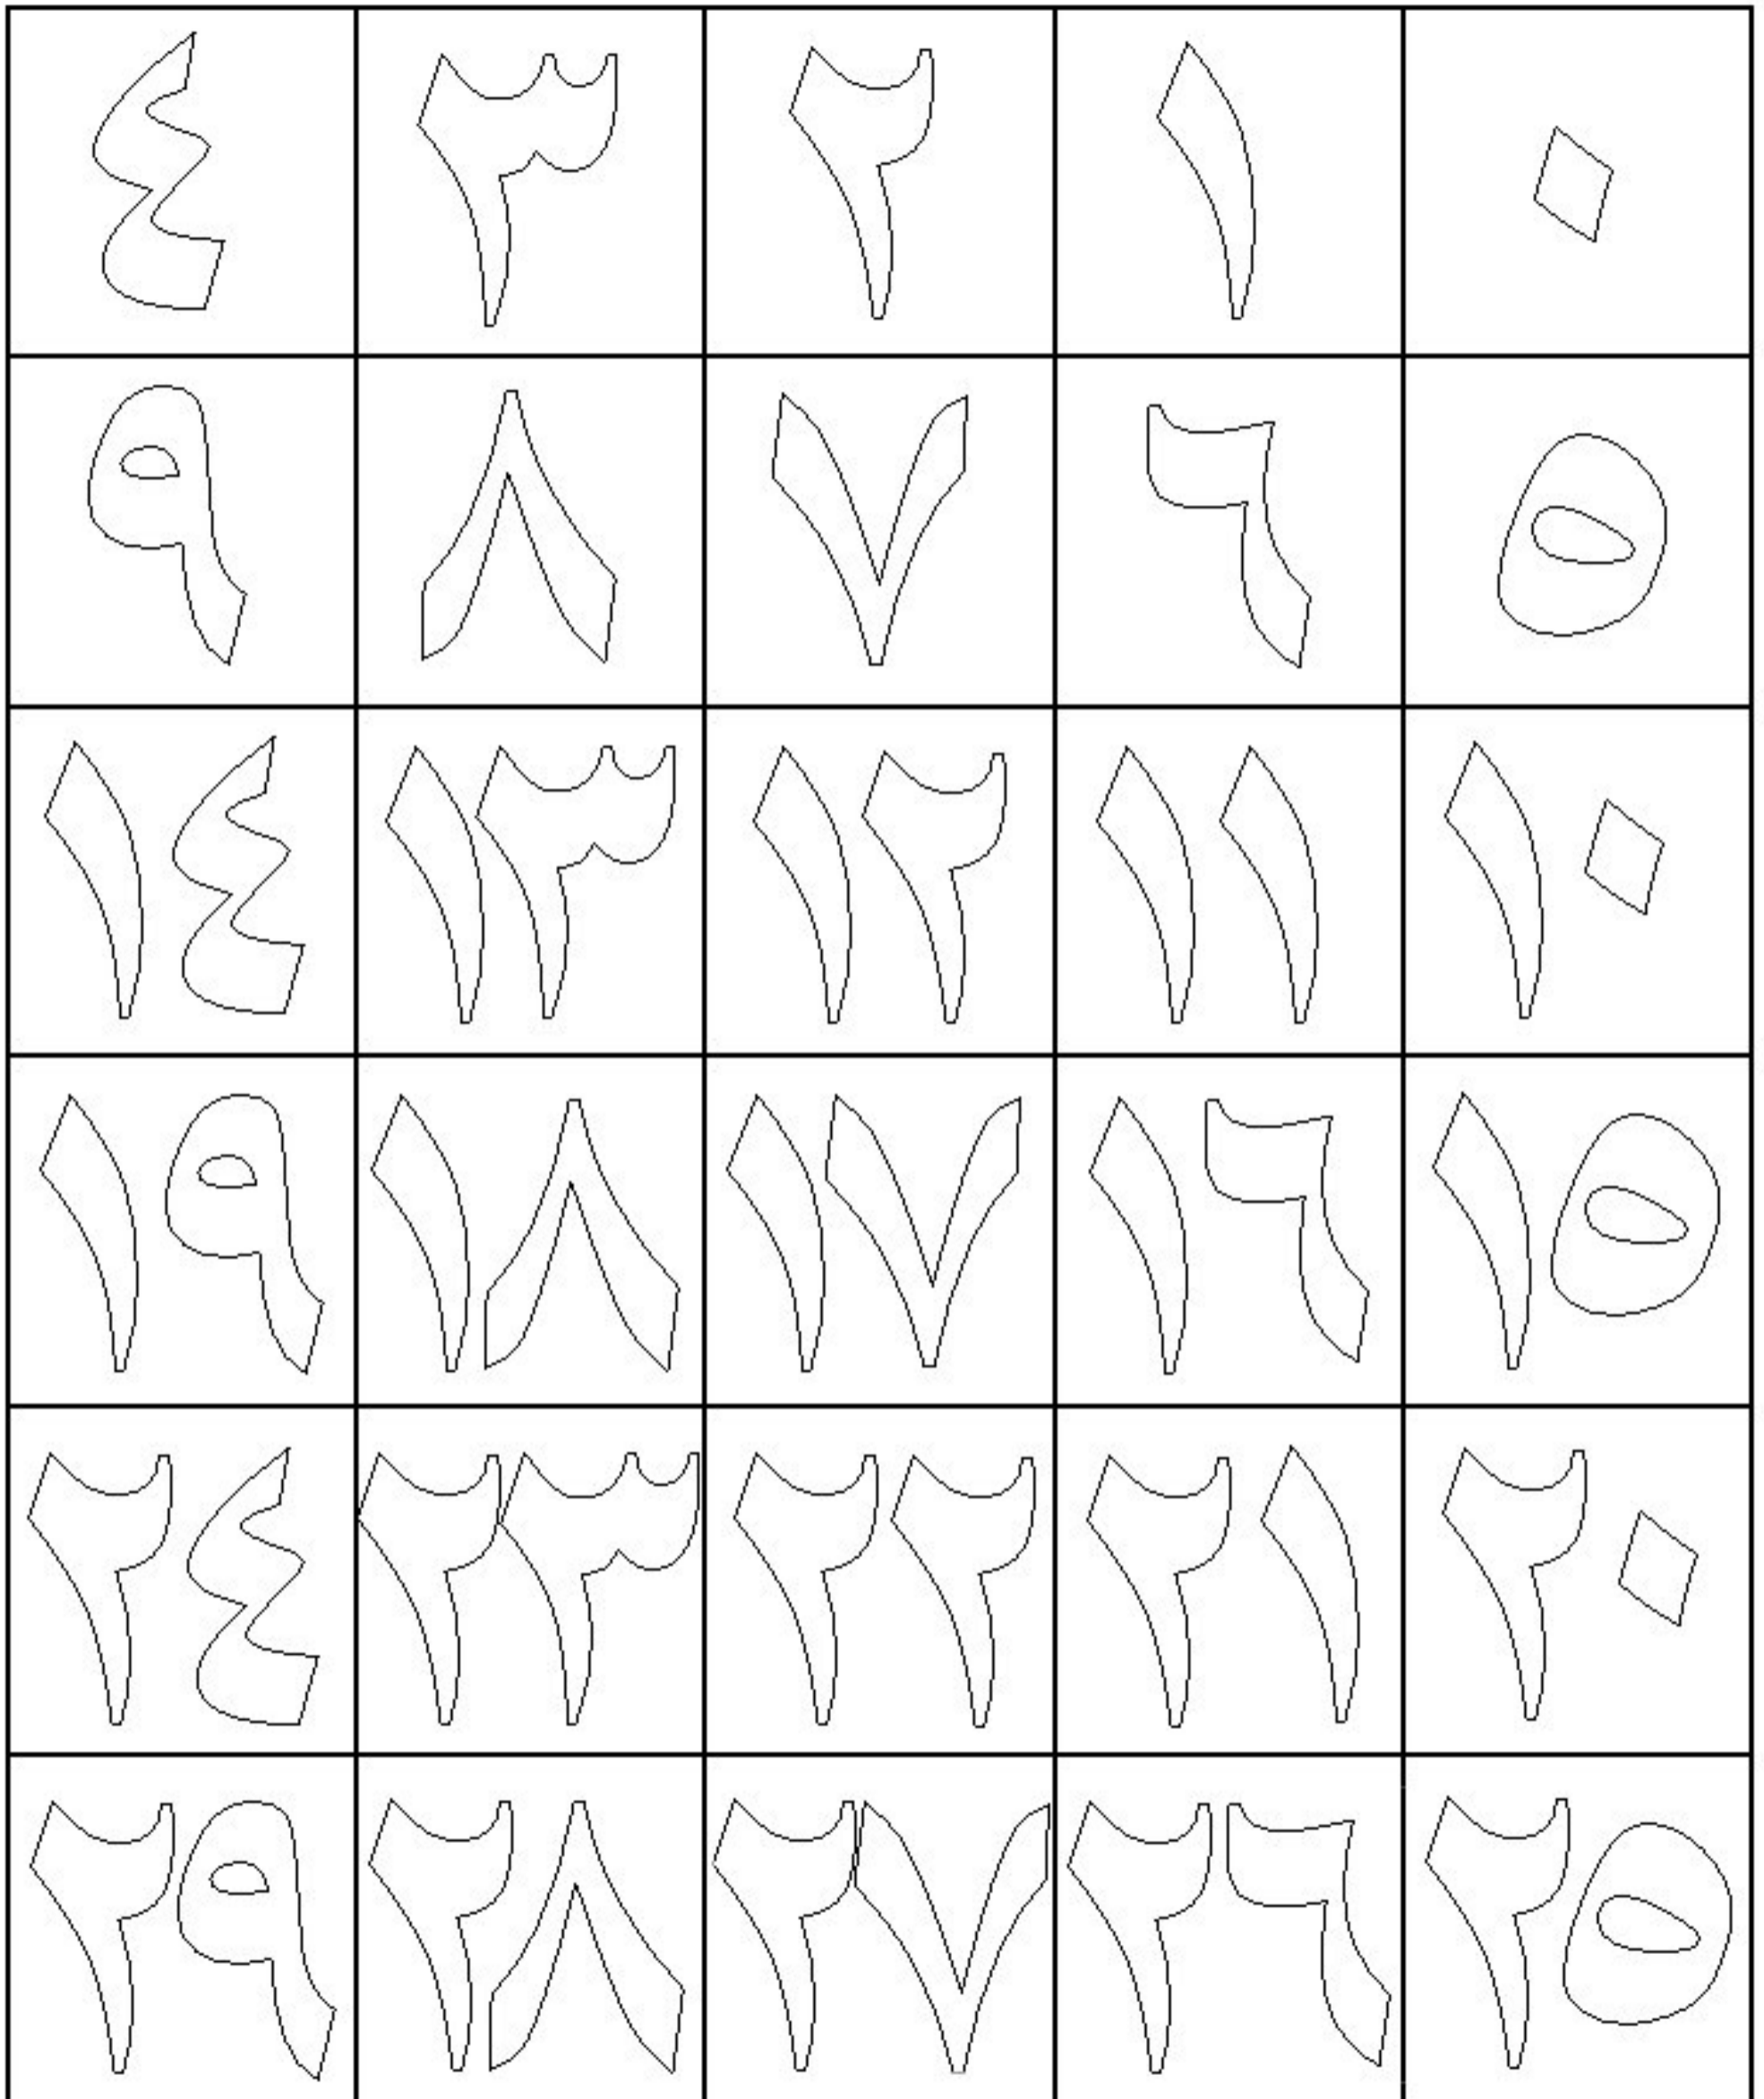 ٠ ١ ٢ ٣ ٤
٥ ٦ ٧ ٨ ٩
١٠ ١١ ١٢ ١٣ ١٤
١٥ ١٦ ١٧ ١٨ ١٩
٢٠ ٢١ ٢٢ ٢٣ ٢٤
٢٥ ٢٦ ٢٧ ٢٨ ٢٩